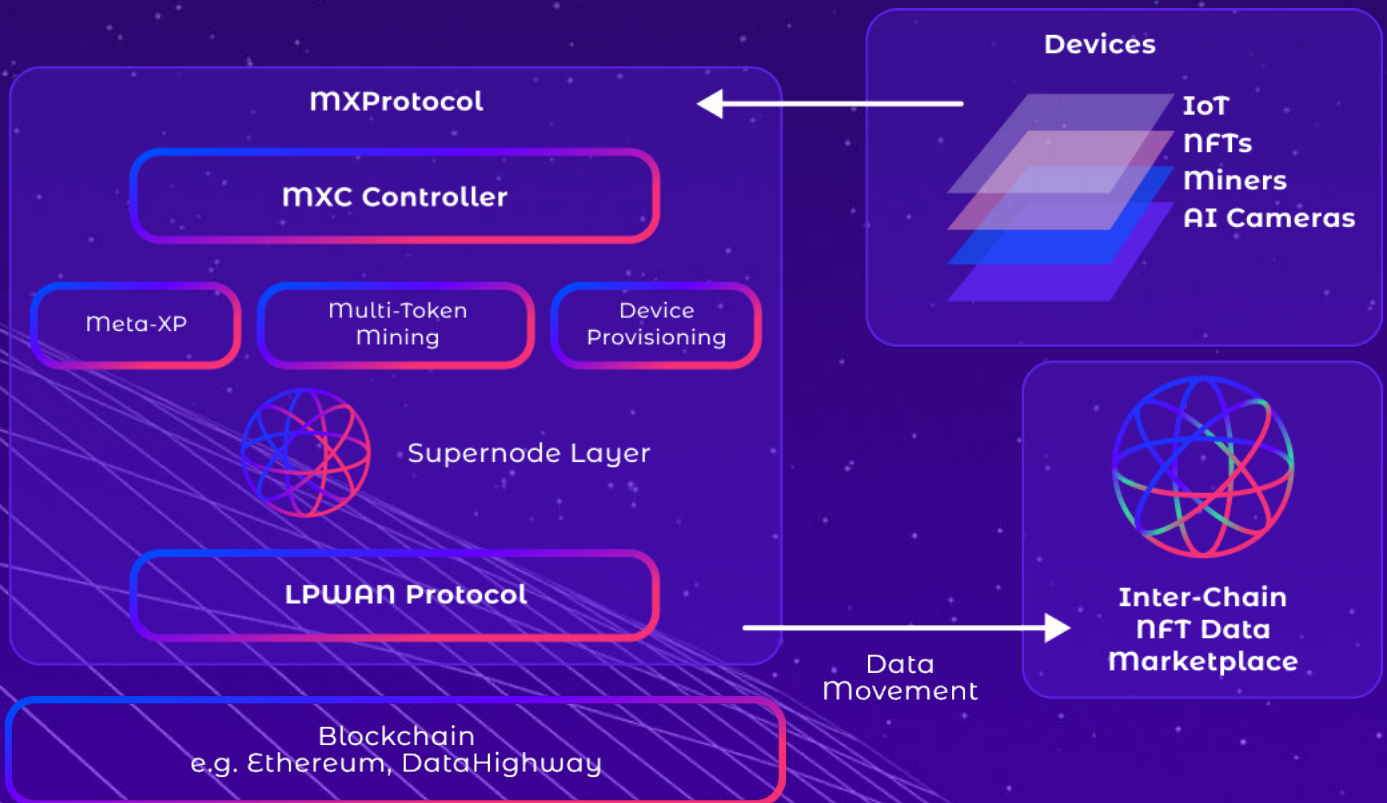 Devices
MXProtocol
IoT
NFTs
Miners
AI Cameras
MXC Controller
Meta-XP
Multi-Token
Mining
Device
Provisioning
Supernode Layer
LPWAN Protocol
Inter-Chain
NFT Data
Marketplace
Data
Movement
Blockchain
e.g. Ethereum, DataHighway